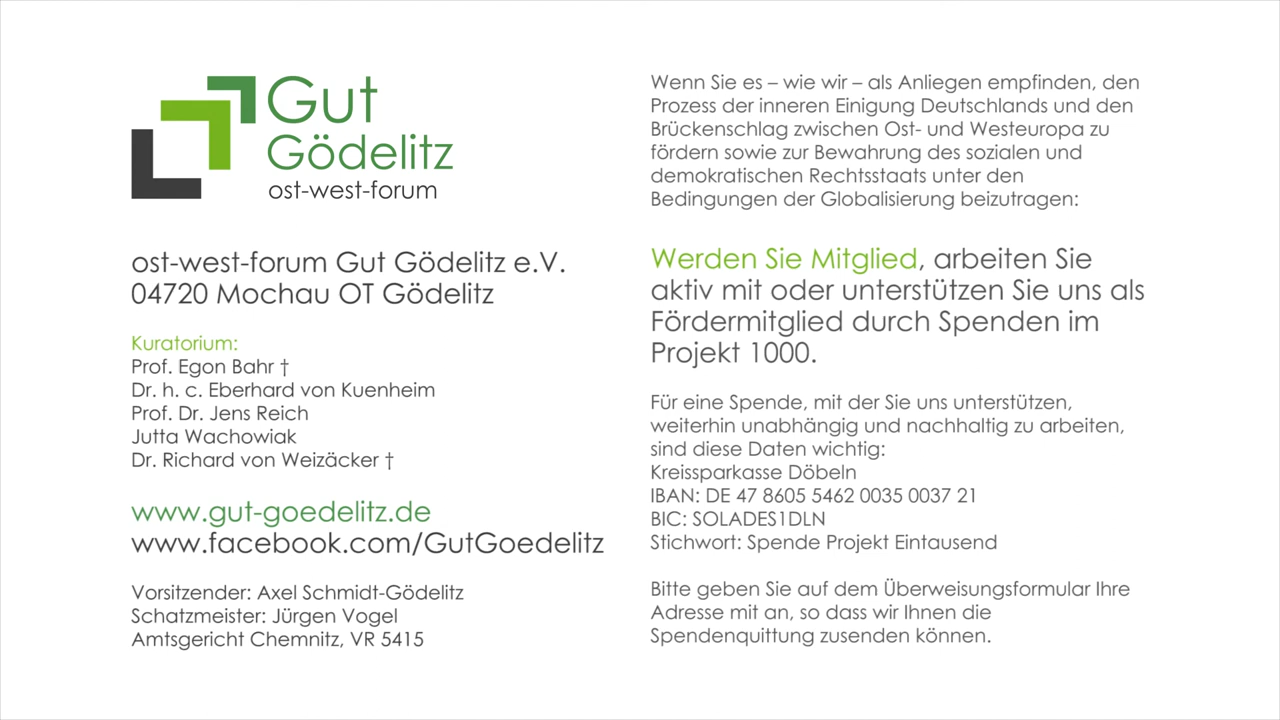 Gut
Gödelitz
ost-west-forum
ost-west-forum Gut Gödelitz e.V.
04720 Mochau OT Gödelitz
Kuratorium:
Prof. Egon Bahr †
Dr. h. c. Eberhard von Kuenheim
Prof. Dr. Jens Reich
Jutta Wachowiak
Dr. Richard von Weizäcker †
www.gut-goedelitz.de
www.facebook.com/GutGoedelitz
Vorsitzender: Axel Schmidt-Gödelitz
Schatzmeister: Jürgen Vogel
Amtsgericht Chemnitz, VR 5415
Wenn Sie es – wie wir – als Anliegen empfinden, den
Prozess der inneren Einigung Deutschlands und den
Brückenschlag zwischen Ost- und Westeuropa zu
fördern sowie zur Bewahrung des sozialen und
demokratischen Rechtsstaats unter den
Bedingungen der Globalisierung beizutragen:
Werden Sie Mitglied, arbeiten Sie
aktiv mit oder unterstützen Sie uns als
Fördermitglied durch Spenden im
Projekt 1000.
Für eine Spende, mit der Sie uns unterstützen,
weiterhin unabhängig und nachhaltig zu arbeiten,
sind diese Daten wichtig:
Kreissparkasse Döbeln
IBAN: DE 47 8605 5462 0035 0037 21
BIC: SOLADES1DLN
Stichwort: Spende Projekt Eintausend
Bitte geben Sie auf dem Überweisungsformular Ihre
Adresse mit an, so dass wir Ihnen die
Spendenquittung zusenden können.